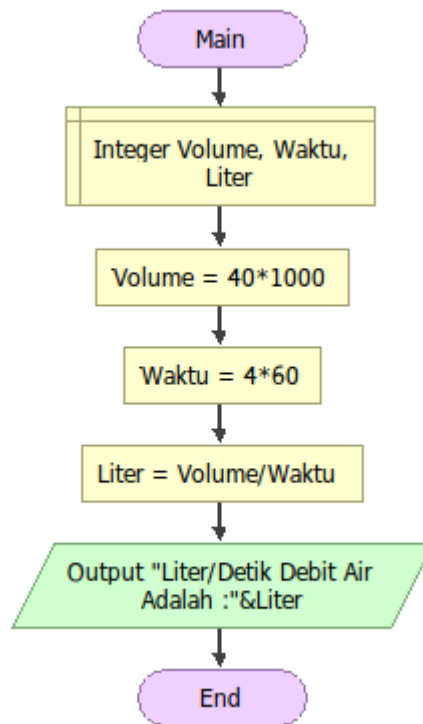 Main
Integer Volume, Waktu,
Liter
Volume = 40*1000
Waktu = 4*60
Liter = Volume/Waktu
Output "Liter/Detik Debit Air
Adalah :"&Liter
End